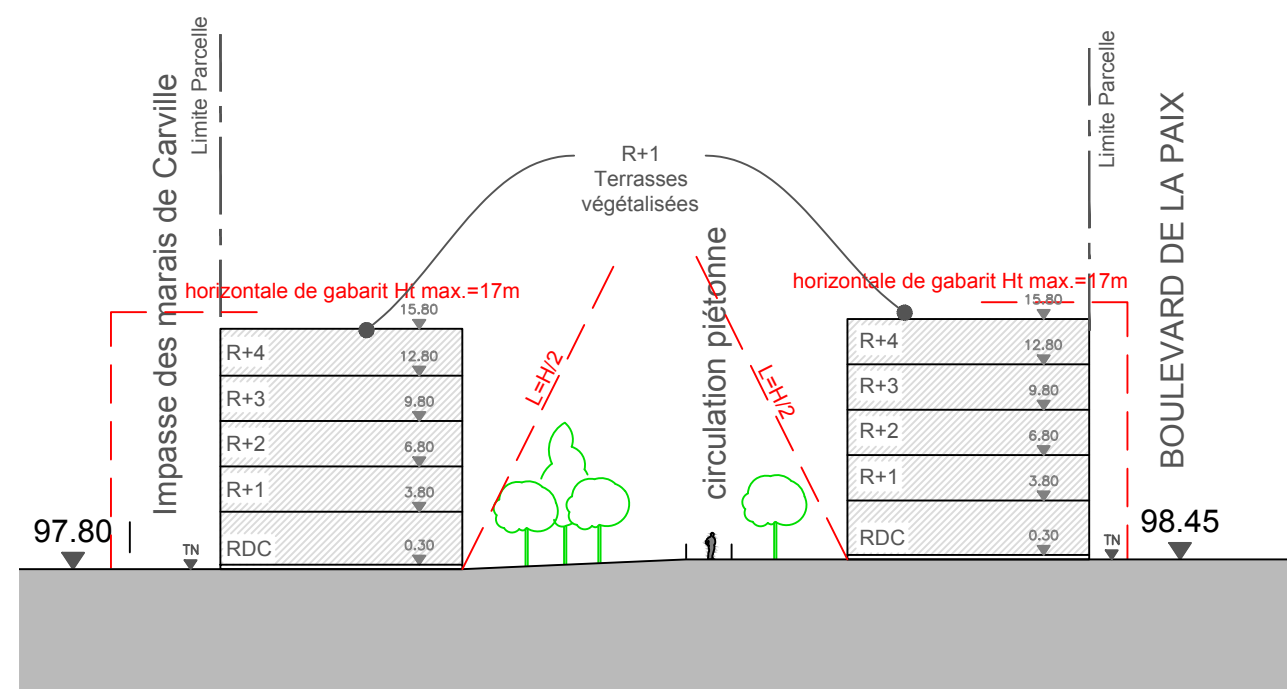 Impasse des marais de Carville
Limite Parcelle
R+1
Terrasses
végétalisées
circulation piétonne
Limite Parcelle
BOULEVARD DE LA PAIX
horizontale de gabarit Ht max.=17m
horizontale de gabarit Ht max.=17m
15.80
R+4
12.80
R+3
9.80
R+2
6.80
R+1
3.80
RDC
0.30
L=H/2
L=H/2
15.80
R+4
12.80
R+3
9.80
R+2
6.80
R+1
3.80
RDC
0.30
97.80
TN
TN
98.45